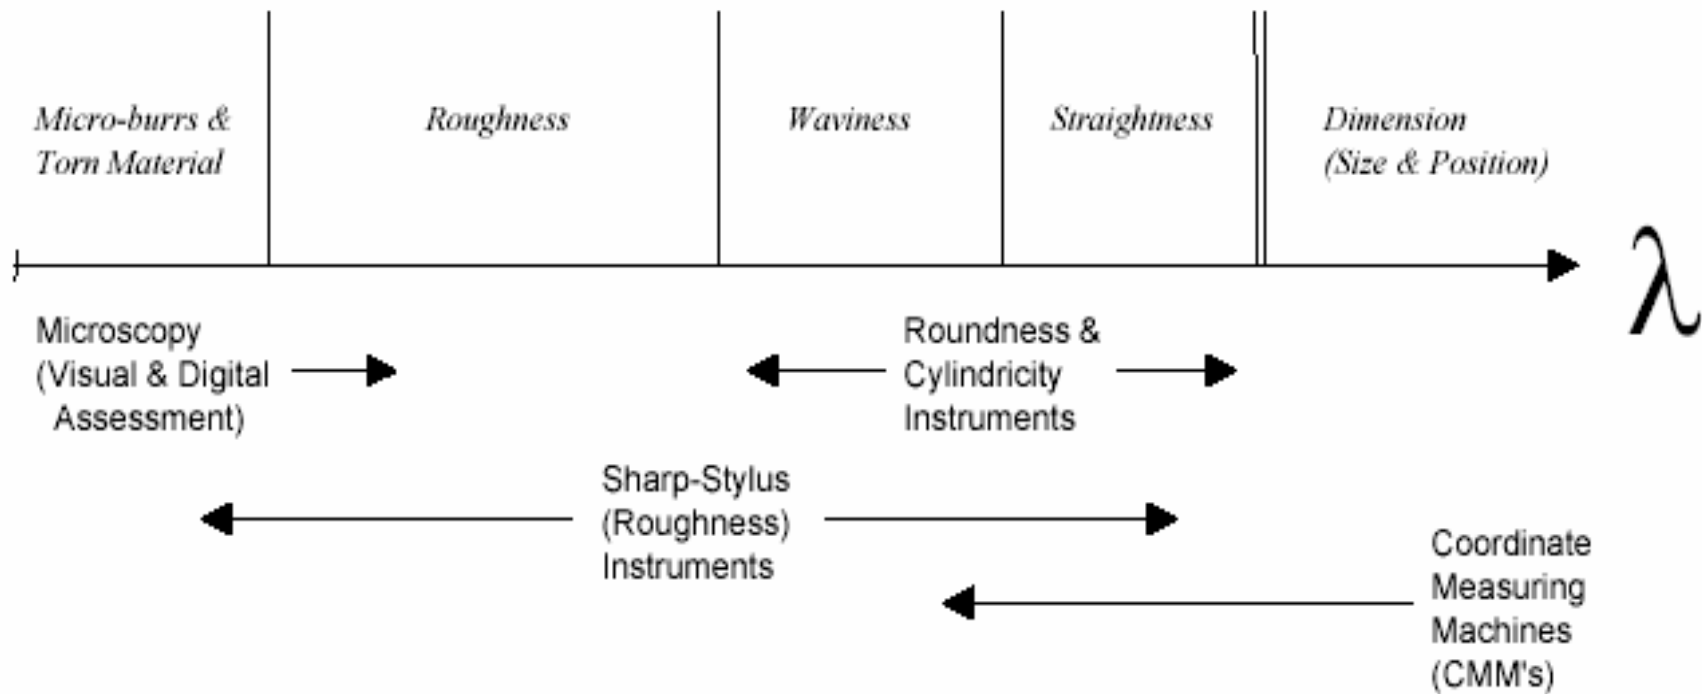 Micro-burrs &
Torn Material
Roughness
Waviness
Straightness
Dimension
(Size & Position)
λ
Microscopy
(Visual & Digital
Assessment)
Roundness &
Cylindricity
Instruments
Sharp-Stylus
(Roughness)
Instruments
Coordinate
Measuring
Machines
(CMM's)